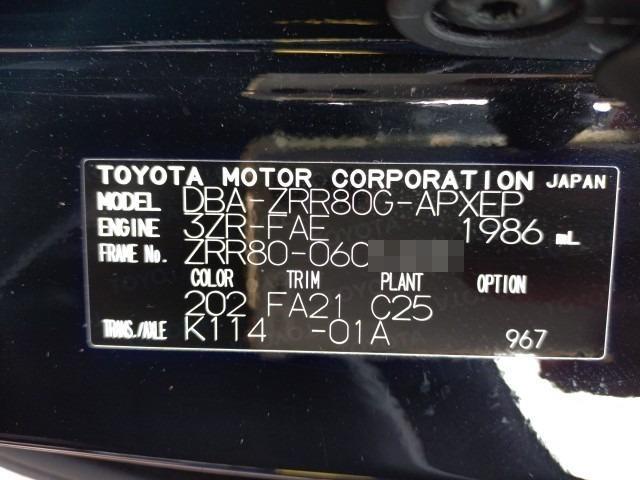 TOYOTA MOTOR CORPORATION JAPAN
MODEL DBA-ZRR80G-APXEP
ENGINE 3ZR-FAE 1986 mL
FRAME No. ZRR80-060
COLOR TRIM PLANT OPTION
202 FA21 C25
TRANS./AXLE K114 -01A 967